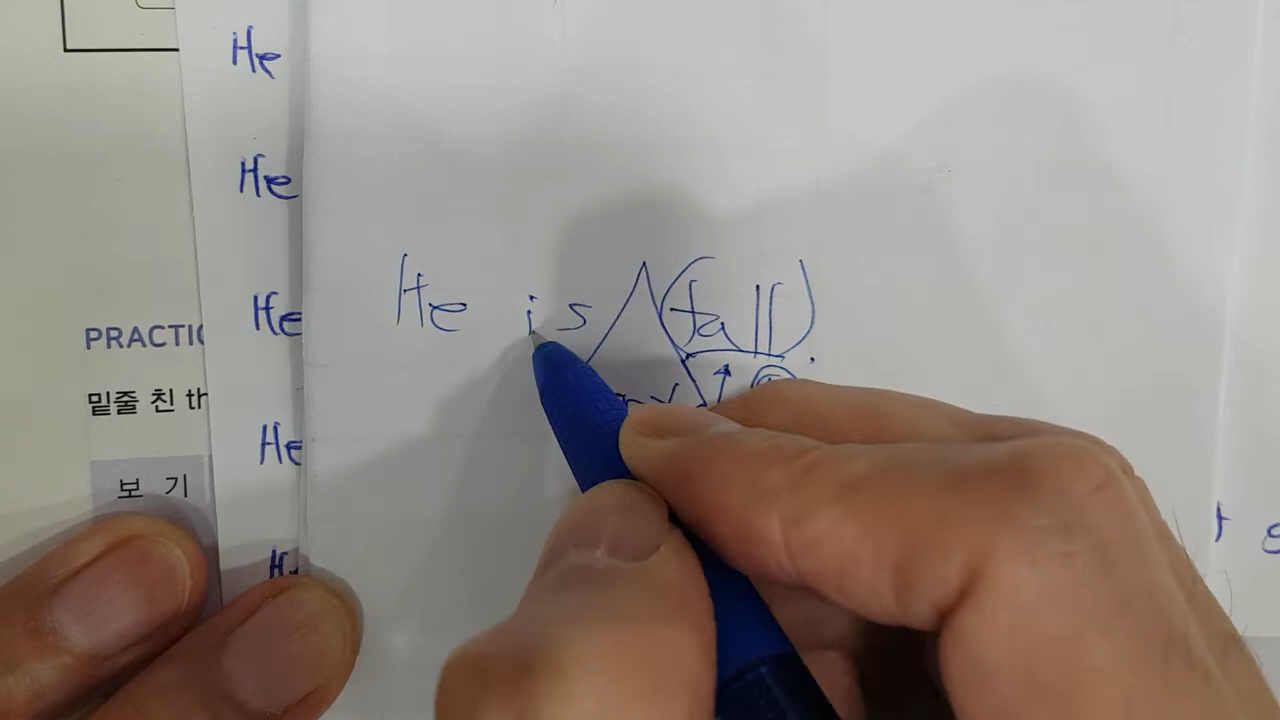 He
He
He is (tall).
He
PRACTIC
밑줄 친 th
He
보 기